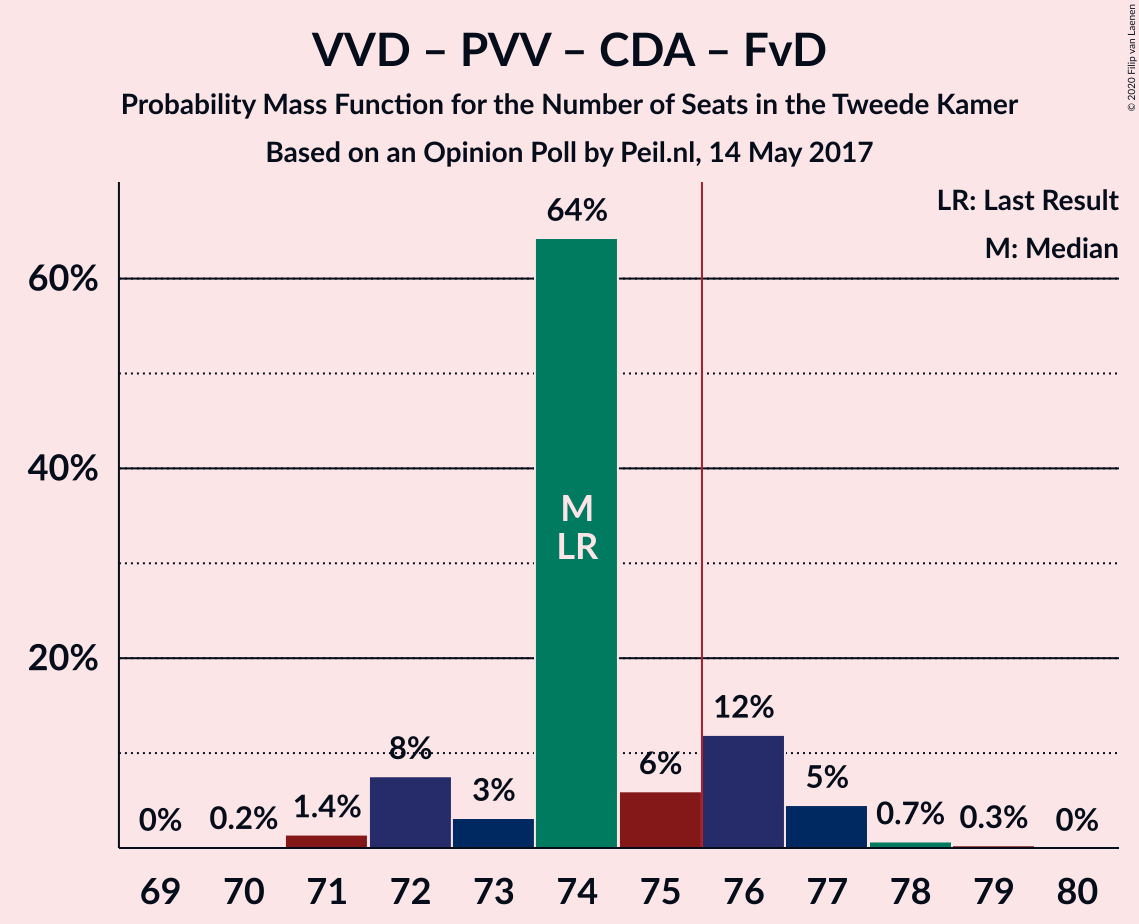 VVD – PVV – CDA – FvD
Probability Mass Function for the Number of Seats in the Tweede Kamer
Based on an Opinion Poll by Peil.nl, 14 May 2017
© 2020 Filip van Laenen
LR: Last Result
M: Median
60%
40%
20%
0%
0.2%
1.4%
8%
3%
64%
M
LR
6%
12%
5%
0.7%
0.3%
0%
69 70 71 72 73 74 75 76 77 78 79 80